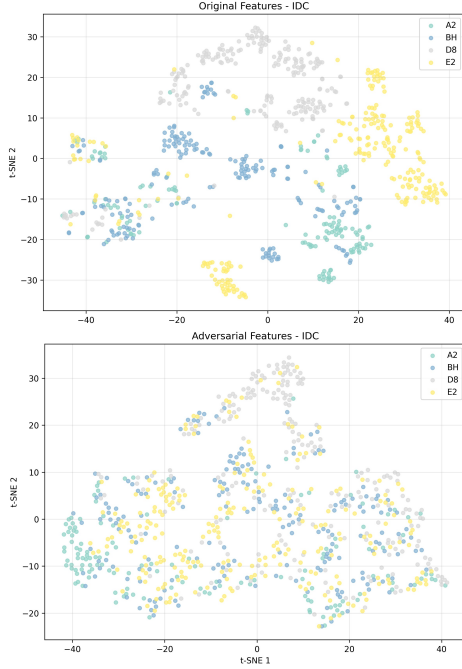 Original Features - IDC
A2
BH
D8
E2
30
20
10
0
−10
−20
−30
t-SNE 2
−40
−20
0
20
40
Adversarial Features - IDC
A2
BH
D8
E2
30
20
10
0
−10
−20
t-SNE 2
−40
−20
0
20
40
t-SNE 1